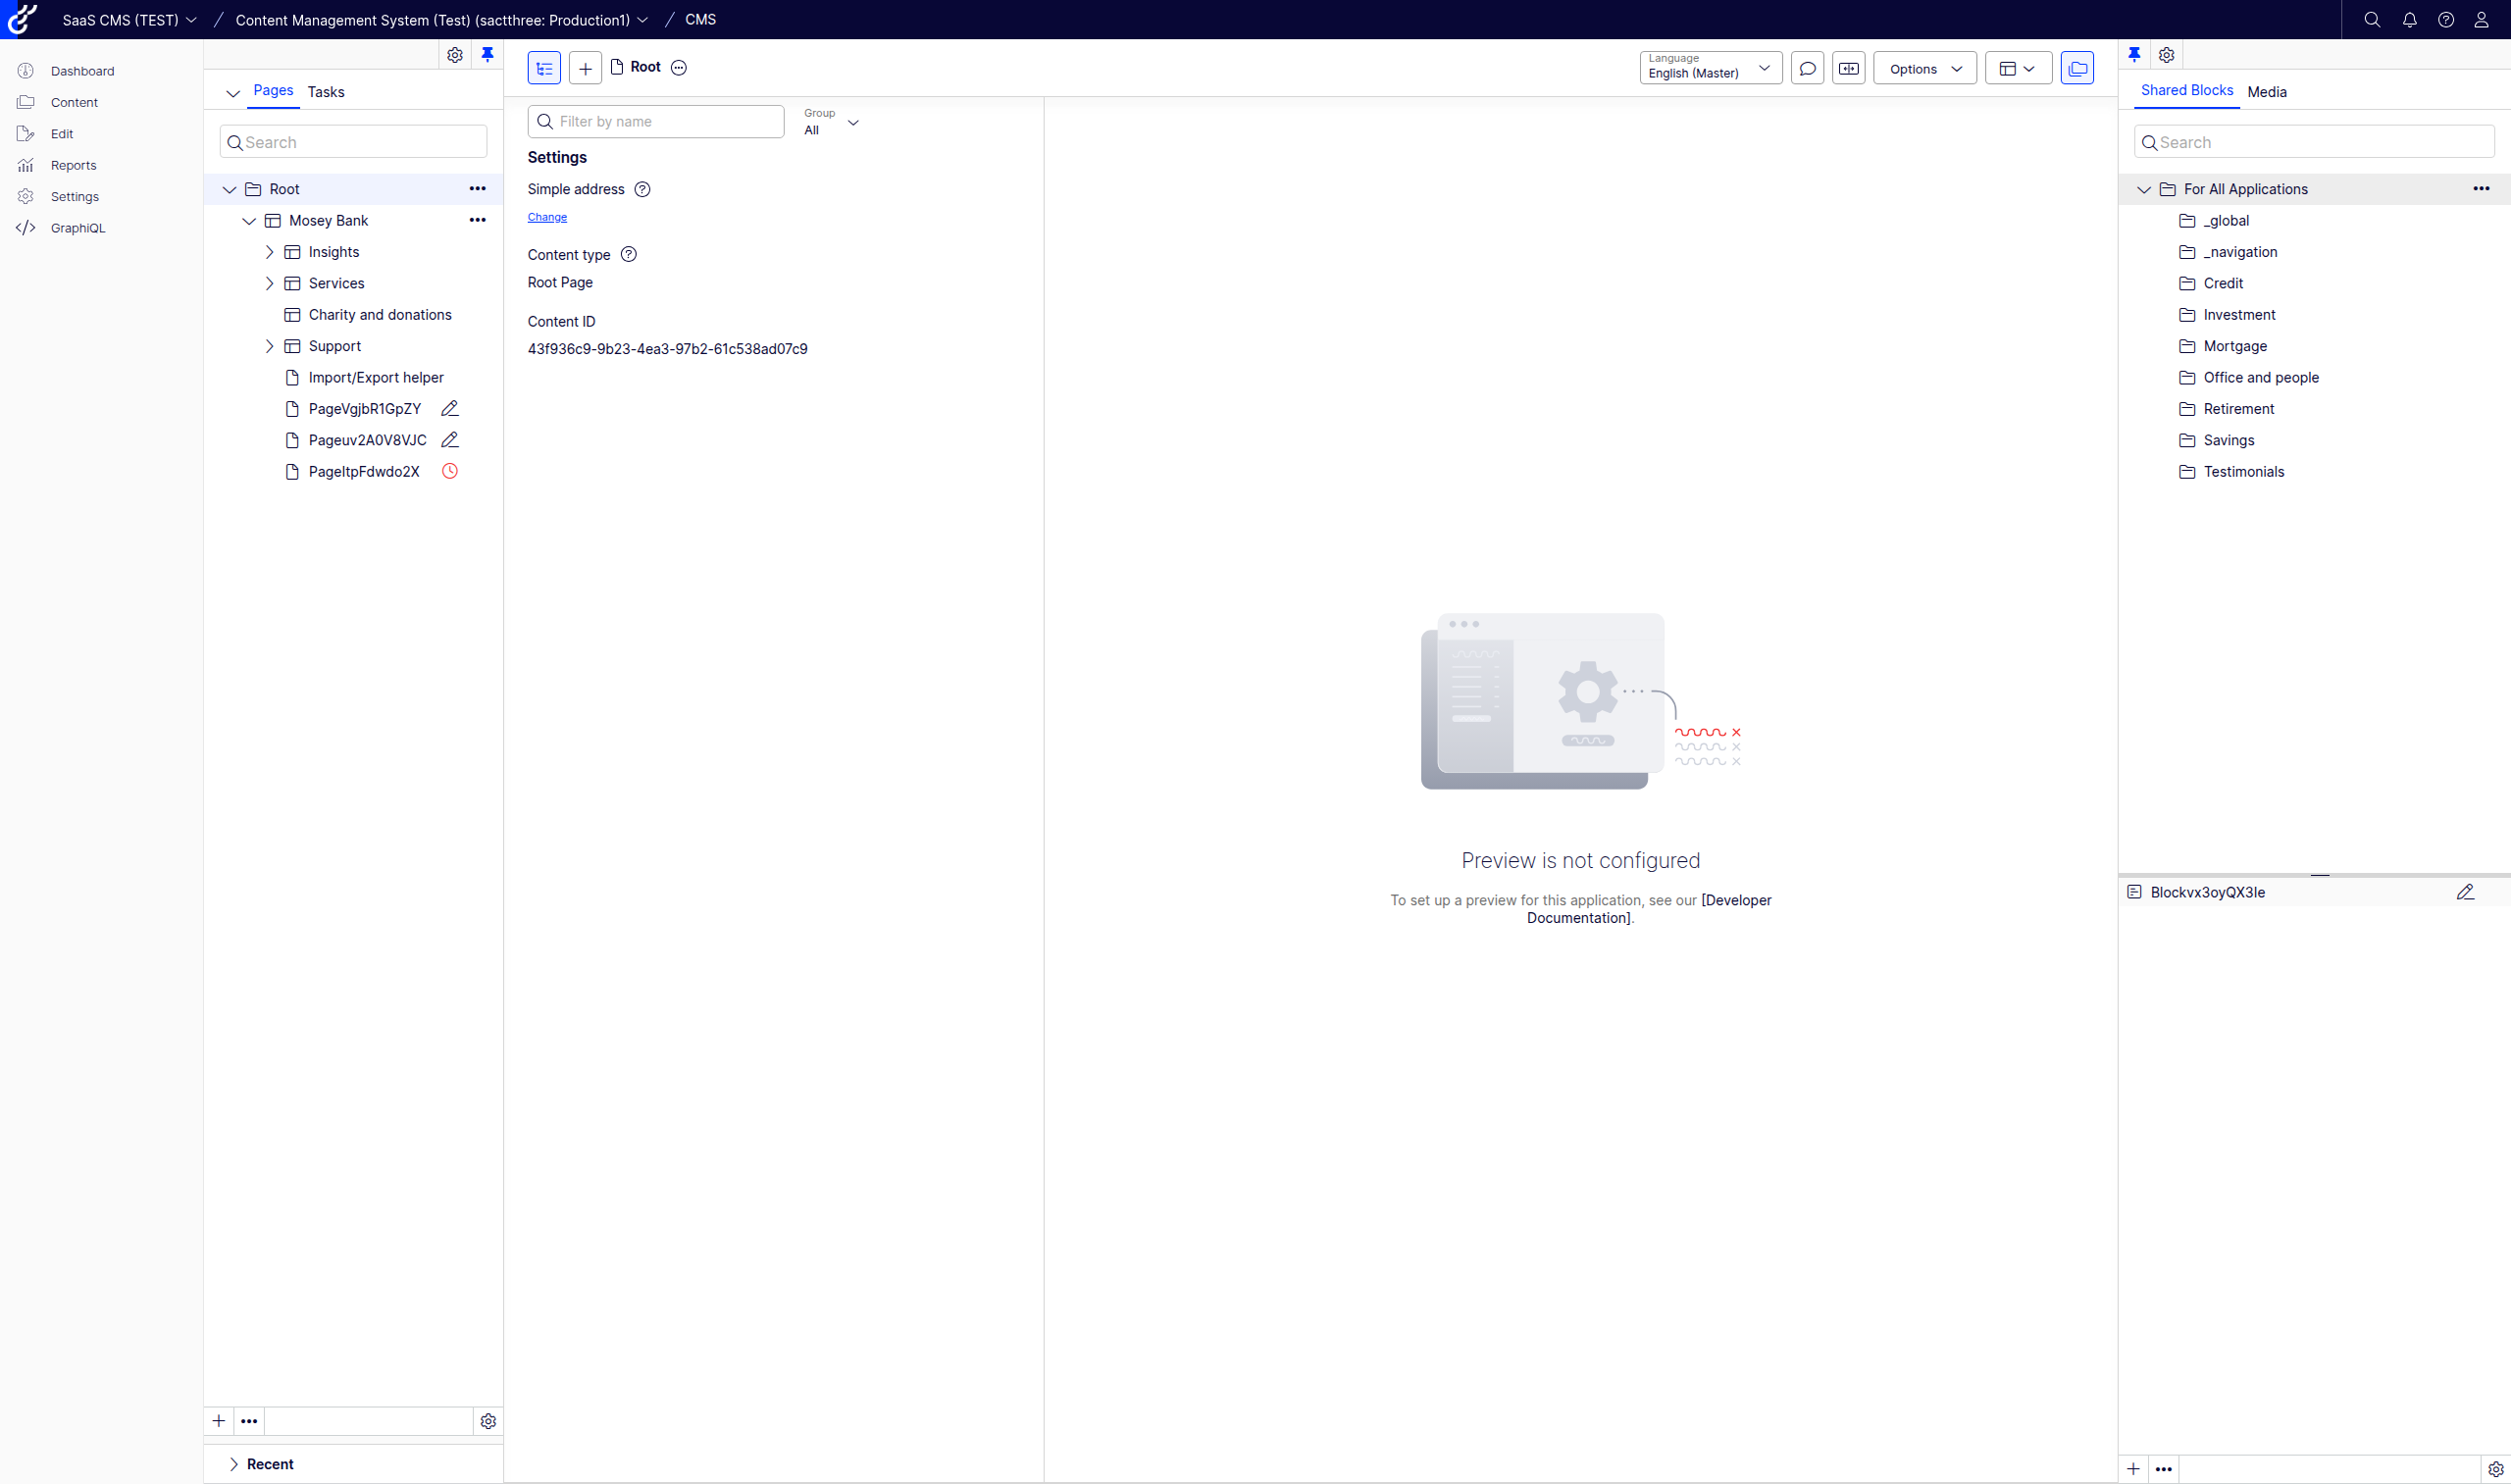 SaaS CMS (TEST) / Content Management System (Test) (sactthree: Production1) / CMS
Dashboard
Content
Edit
Reports
Settings
GraphiQL
Pages Tasks
Search
Root
Mosey Bank
Insights
Services
Charity and donations
Support
Import/Export helper
PageVgjbR1GpZY
Pageuv2A0V8VJC
PageItpFdwdo2X
Recent
Root
Language
English (Master)
Options
Filter by name
Group
All
Settings
Simple address
Change
Content type
Root Page
Content ID
43f936c9-9b23-4ea3-97b2-61c538ad07c9
Preview is not configured
To set up a preview for this application, see our [Developer
Documentation].
Shared Blocks Media
Search
For All Applications
_global
_navigation
Credit
Investment
Mortgage
Office and people
Retirement
Savings
Testimonials
Blockvx3oyQX3Ie